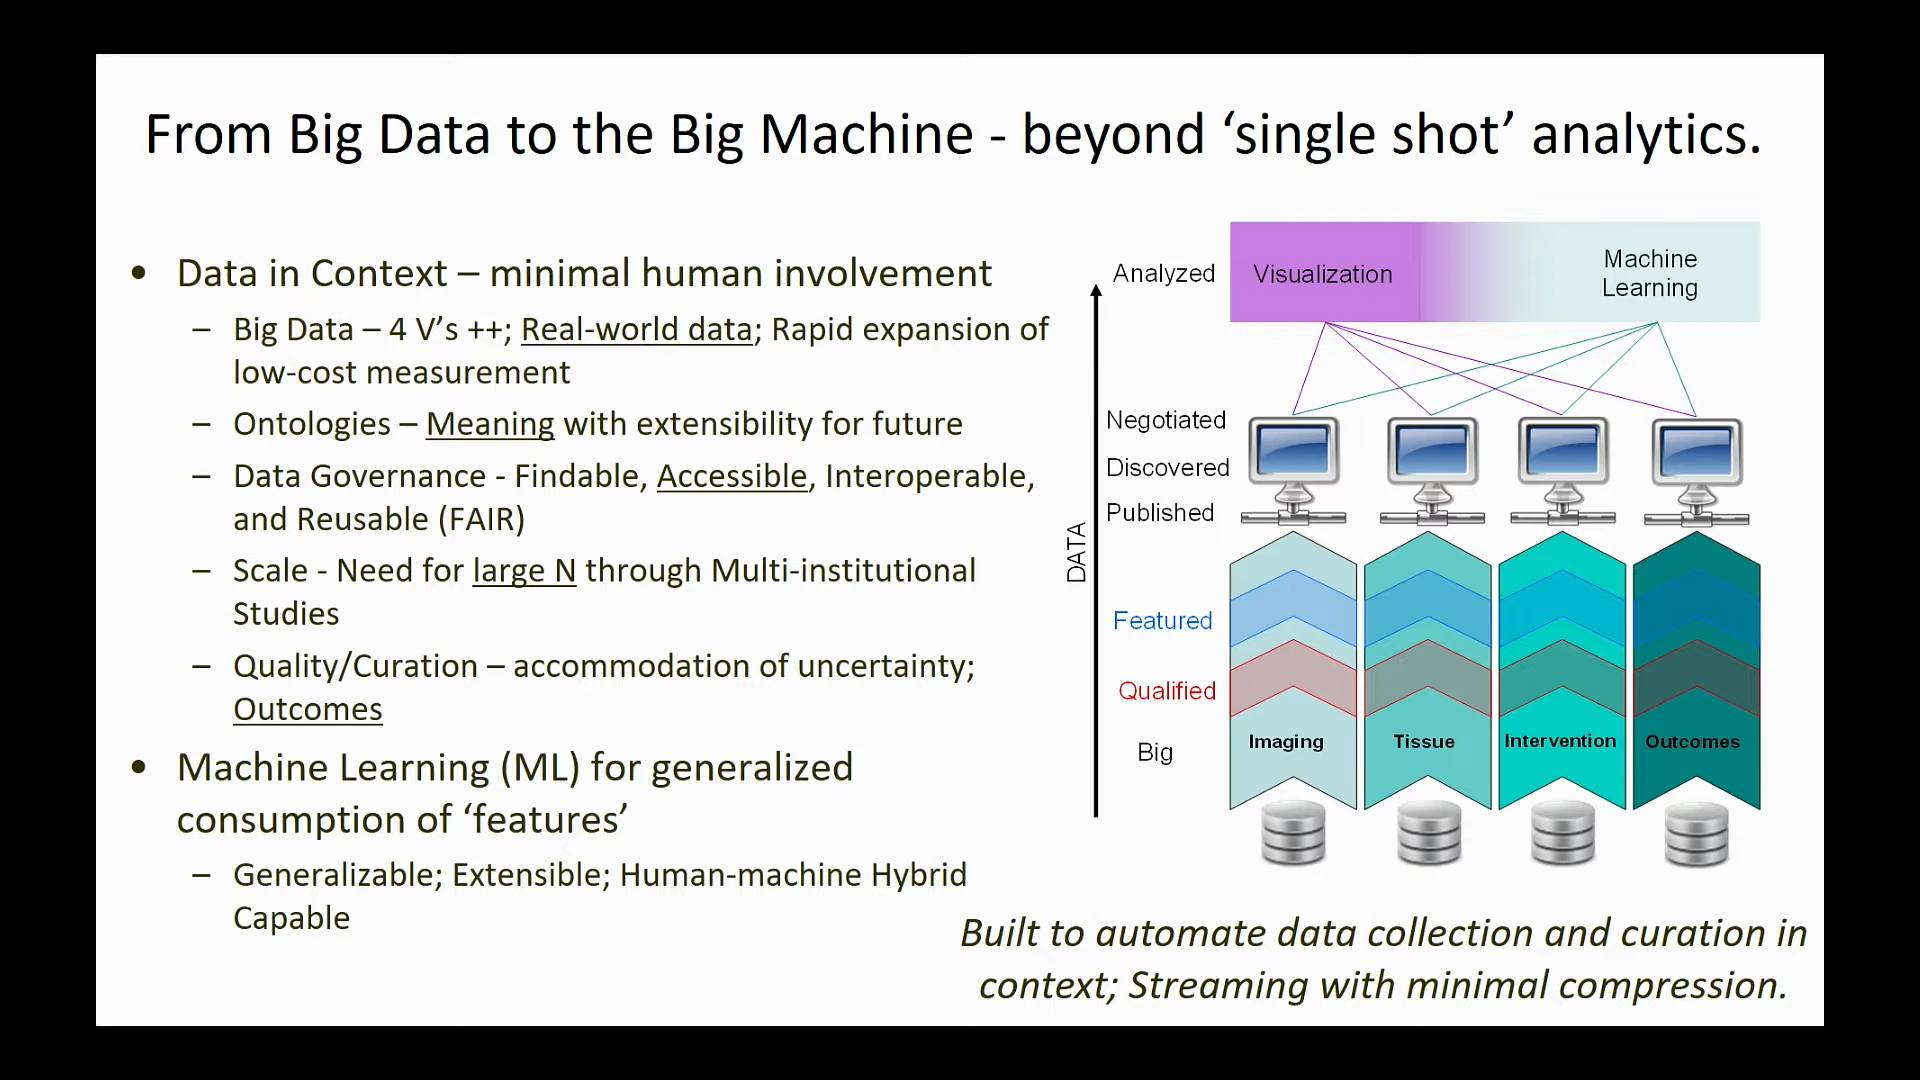 From Big Data to the Big Machine - beyond ‘single shot’ analytics.
• Data in Context – minimal human involvement
– Big Data – 4 V’s ++; Real-world data; Rapid expansion of
low-cost measurement
– Ontologies – Meaning with extensibility for future
– Data Governance - Findable, Accessible, Interoperable,
and Reusable (FAIR)
– Scale - Need for large N through Multi-institutional
Studies
– Quality/Curation – accommodation of uncertainty;
Outcomes
• Machine Learning (ML) for generalized
consumption of ‘features’
– Generalizable; Extensible; Human-machine Hybrid
Capable
DATA
Analyzed
Visualization
Machine
Learning
Negotiated
Discovered
Published
Featured
Qualified
Big
Imaging
Tissue
Intervention
Outcomes
Built to automate data collection and curation in
context; Streaming with minimal compression.